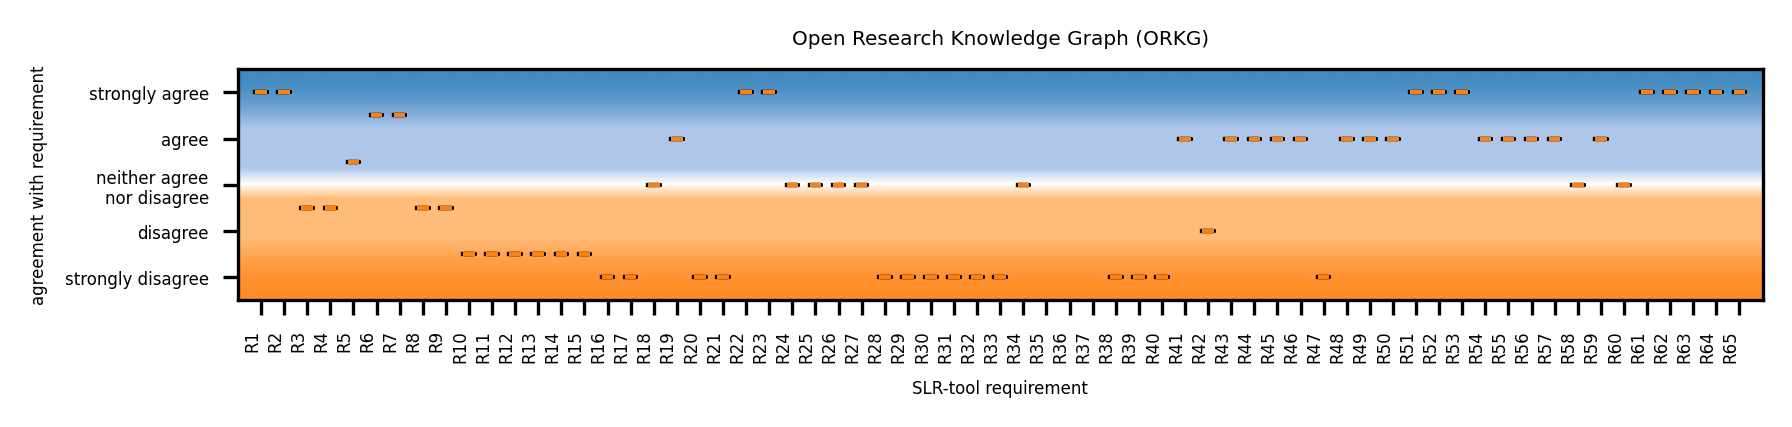 Open Research Knowledge Graph (ORKG)
agreement with requirement
strongly agree
agree
neither agree
nor disagree
disagree
strongly disagree
R1
R2
R3
R4
R5
R6
R7
R8
R9
R10
R11
R12
R13
R14
R15
R16
R17
R18
R19
R20
R21
R22
R23
R24
R25
R26
R27
R28
R29
R30
R31
R32
R33
R34
R35
R36
R37
R38
R39
R40
R41
R42
R43
R44
R45
R46
R47
R48
R49
R50
R51
R52
R53
R54
R55
R56
R57
R58
R59
R60
R61
R62
R63
R64
R65
SLR-tool requirement